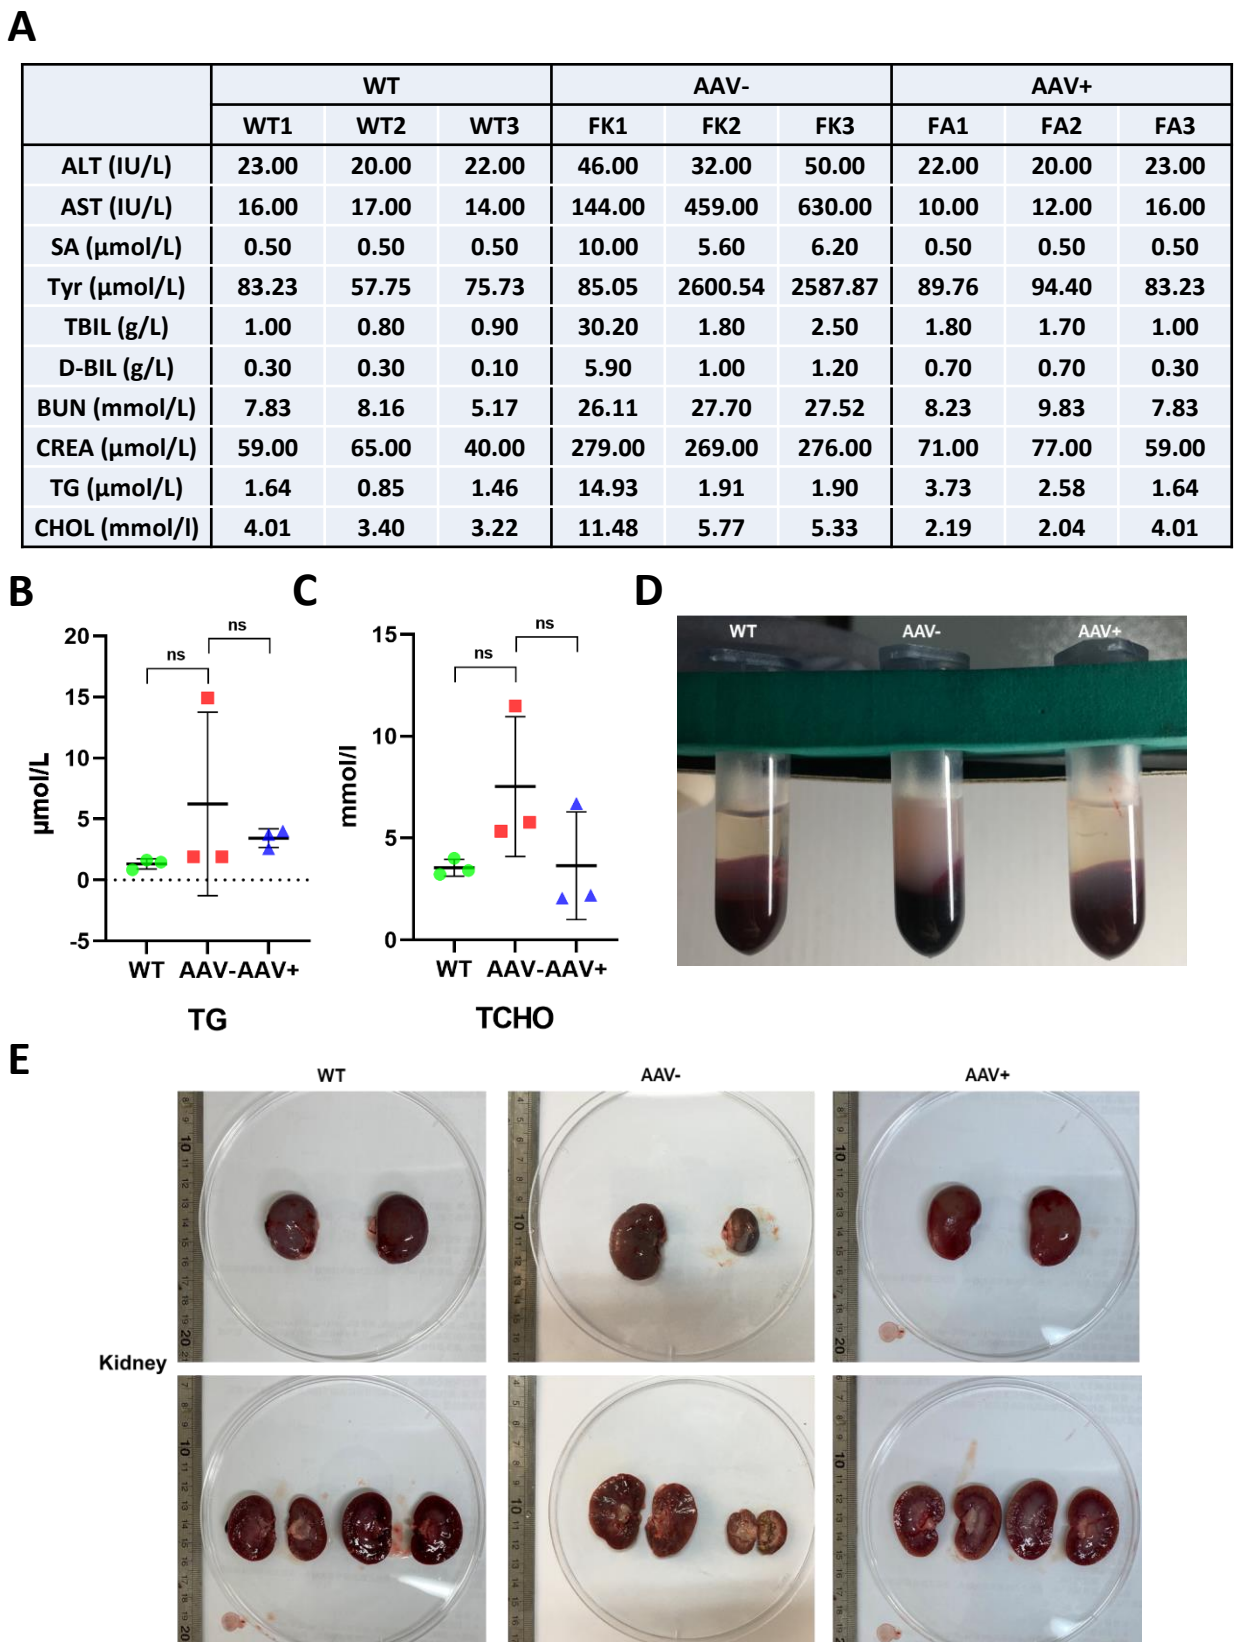 A
WT AAV- AAV+
WT1 WT2 WT3 FK1 FK2 FK3 FA1 FA2 FA3
ALT (IU/L) 23.00 20.00 22.00 46.00 32.00 50.00 22.00 20.00 23.00
AST (IU/L) 16.00 17.00 14.00 144.00 459.00 630.00 10.00 12.00 16.00
SA (µmol/L) 0.50 0.50 0.50 10.00 5.60 6.20 0.50 0.50 0.50
Tyr (µmol/L) 83.23 57.75 75.73 85.05 2600.54 2587.87 89.76 94.40 83.23
TBIL (g/L) 1.00 0.80 0.90 30.20 1.80 2.50 1.80 1.70 1.00
D-BIL (g/L) 0.30 0.30 0.10 5.90 1.00 1.20 0.70 0.70 0.30
BUN (mmol/L) 7.83 8.16 5.17 26.11 27.70 27.52 8.23 9.83 7.83
CREA (µmol/L) 59.00 65.00 40.00 279.00 269.00 276.00 71.00 77.00 59.00
TG (µmol/L) 1.64 0.85 1.46 14.93 1.91 1.90 3.73 2.58 1.64
CHOL (mmol/l) 4.01 3.40 3.22 11.48 5.77 5.33 2.19 2.04 4.01
B
20
15
10
5
0
-5
µmol/L
ns
ns
WT AAV- AAV+
TG
C
15
10
5
0
mmol/l
ns
ns
WT AAV- AAV+
TCHO
D
WT AAV- AAV+
E
WT AAV- AAV+
Kidney